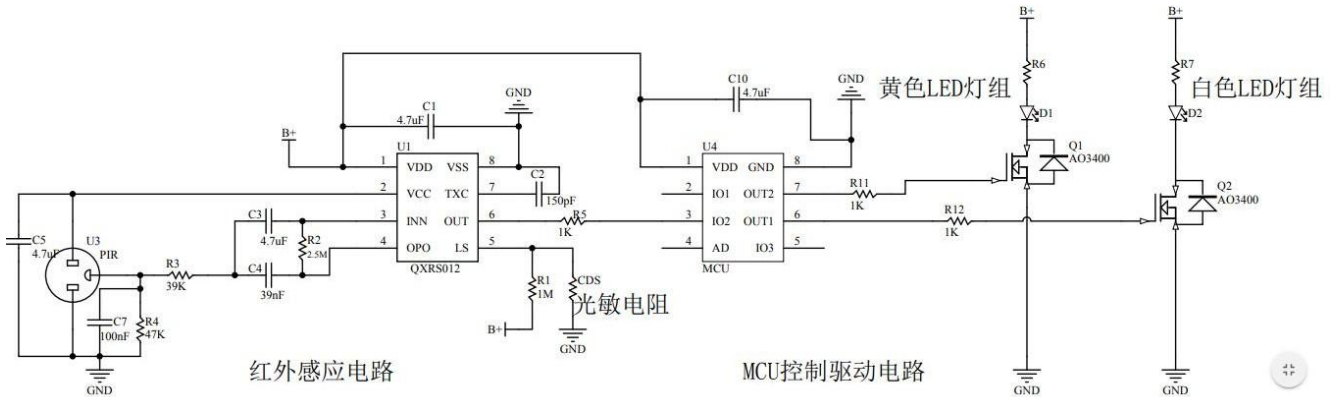 B+
B+
R6
R7
黄色LED灯组
白色LED灯组
D1
D2
C10
4.7uF
GND
GND
C1
4.7uF
B+
U1
1 VDD VSS 8
2 VCC TXC 7
3 INN OUT 6
4 OPO LS 5
QXRS012
C2
150pF
U4
1 VDD GND 8
2 IO1 OUT2 7
3 IO2 OUT1 6
4 AD IO3 5
MCU
Q1
AO3400
Q2
AO3400
R11
1K
R12
1K
R5
1K
C3
4.7uF
R2
2.5M
C4
39nF
C5
4.7uF
U3
PIR
R3
39K
C7
100nF
R4
47K
R1
1M
CDS
光敏电阻
B+
GND
GND
GND
GND
红外感应电路
MCU控制驱动电路